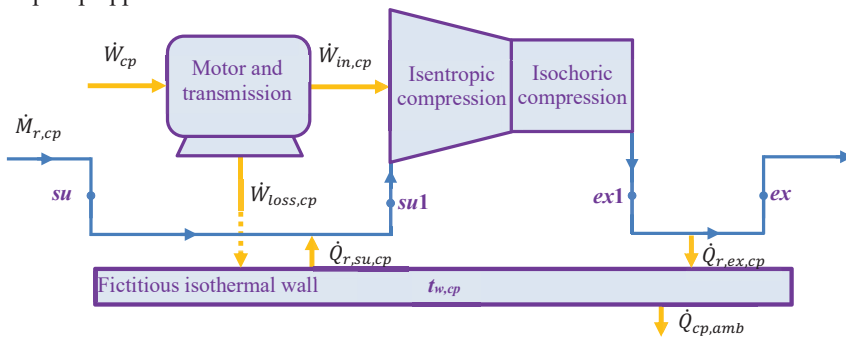 Ẇcp
Motor and
transmission
Ẇin,cp
Isentropic
compression
Isochoric
compression
Ṁr,cp
su
Ẇloss,cp
su1
ex1
ex
Q̇r,su,cp
Q̇r,ex,cp
Fictitious isothermal wall
tw,cp
Q̇cp,amb